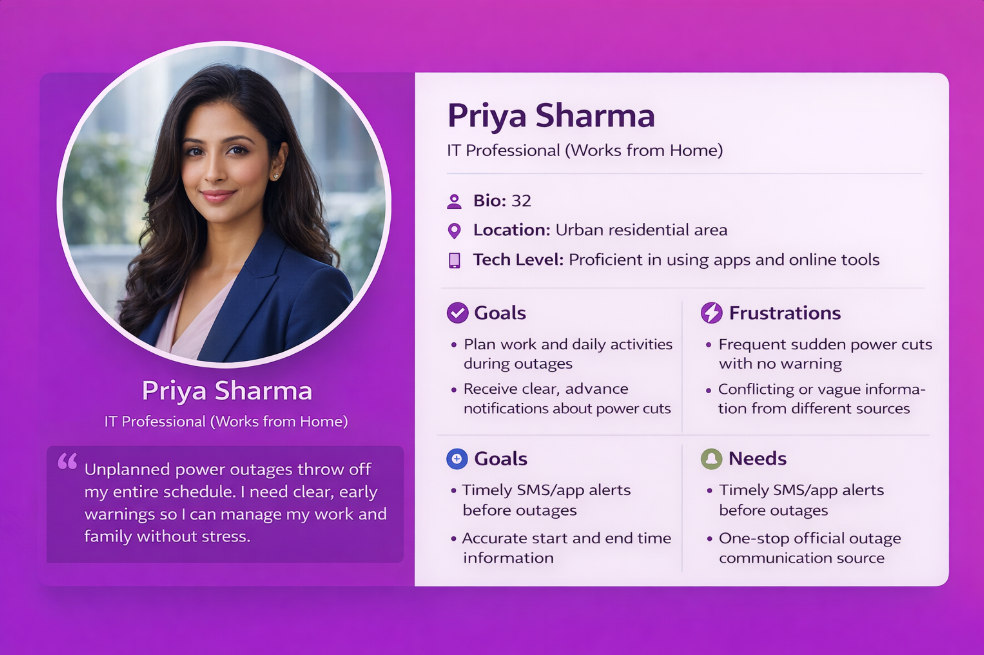 Priya Sharma
IT Professional (Works from Home)
“
Unplanned power outages throw off
my entire schedule. I need clear, early
warnings so I can manage my work and
family without stress.
Priya Sharma
IT Professional (Works from Home)
Bio: 32
Location: Urban residential area
Tech Level: Proficient in using apps and online tools
Goals
• Plan work and daily activities
during outages
• Receive clear, advance
notifications about power cuts
Frustrations
• Frequent sudden power cuts
with no warning
• Conflicting or vague informa-
tion from different sources
Goals
• Timely SMS/app alerts
before outages
• Accurate start and end time
information
Needs
• Timely SMS/app alerts
before outages
• One-stop official outage
communication source